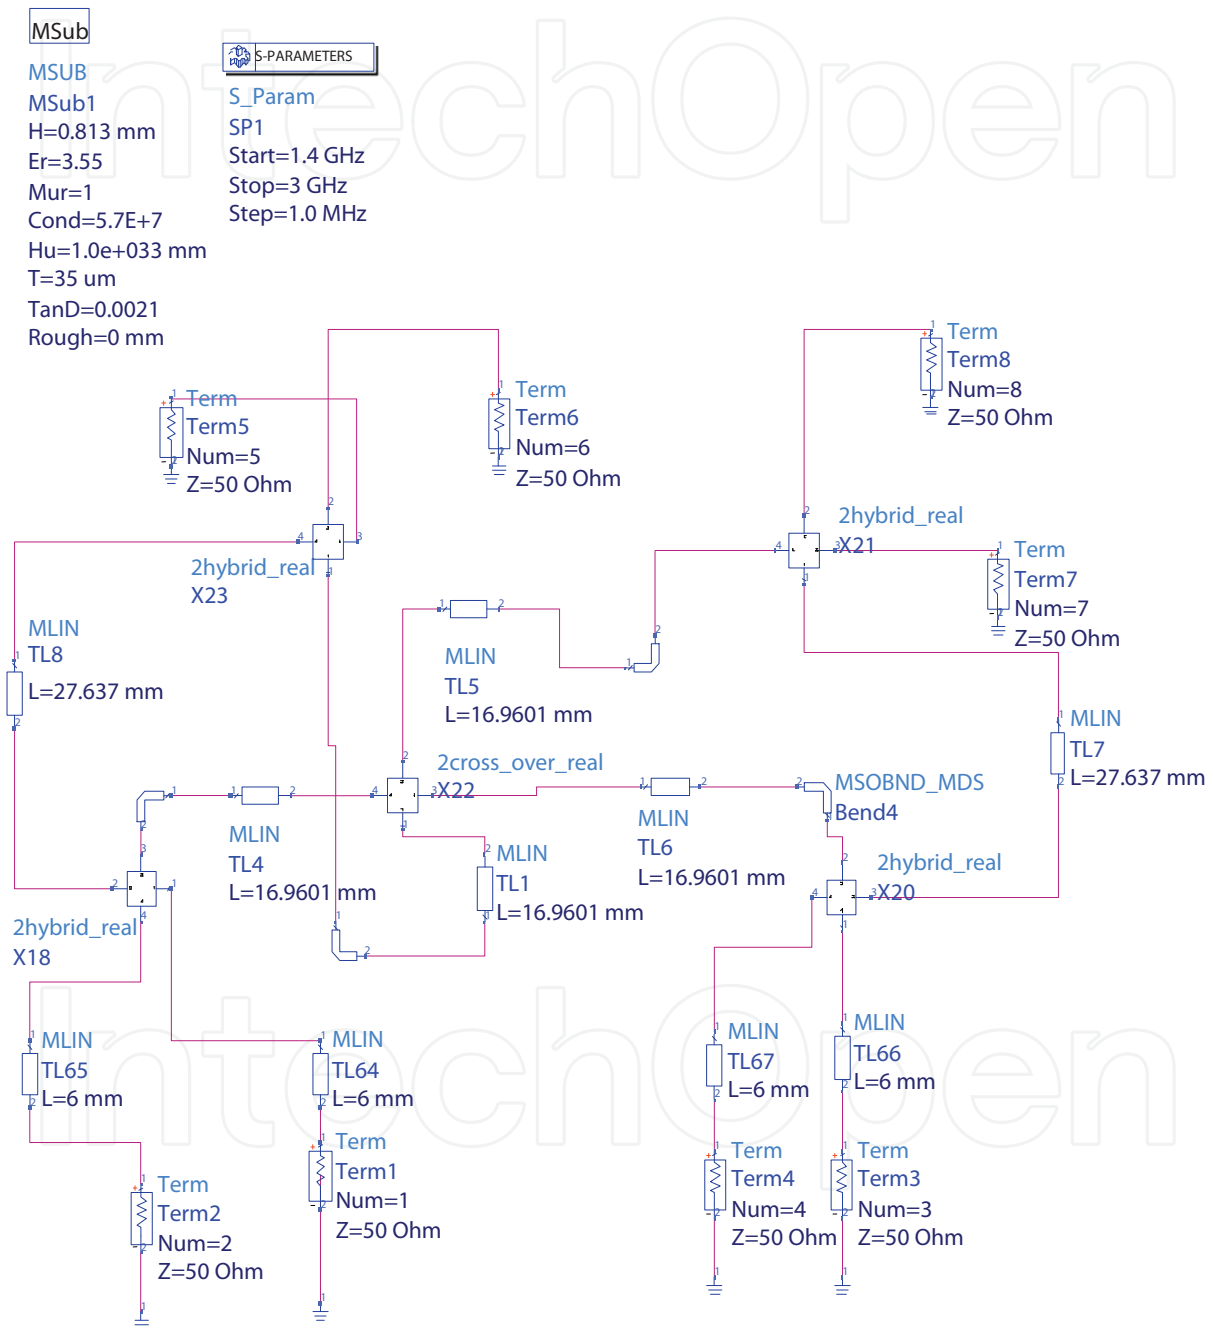 IntechOpen
MSub
MSUB
MSub1
H=0.813 mm
Er=3.55
Mur=1
Cond=5.7E+7
Hu=1.0e+033 mm
T=35 um
TanD=0.0021
Rough=0 mm
S-PARAMETERS
S_Param
SP1
Start=1.4 GHz
Stop=3 GHz
Step=1.0 MHz
Term
Term5
Num=5
Z=50 Ohm
Term
Term6
Num=6
Z=50 Ohm
Term
Term8
Num=8
Z=50 Ohm
2hybrid_real
X23
2hybrid_real
X21
Term
Term7
Num=7
Z=50 Ohm
MLIN
TL8
L=27.637 mm
MLIN
TL5
L=16.9601 mm
MLIN
TL7
L=27.637 mm
2cross_over_real
X22
MSOBND_MDS
Bend4
MLIN
TL4
L=16.9601 mm
MLIN
TL1
L=16.9601 mm
MLIN
TL6
L=16.9601 mm
2hybrid_real
X20
2hybrid_real
X18
MLIN
TL65
L=6 mm
MLIN
TL64
L=6 mm
MLIN
TL67
L=6 mm
MLIN
TL66
L=6 mm
Term
Term2
Num=2
Z=50 Ohm
Term
Term1
Num=1
Z=50 Ohm
Term
Term4
Num=4
Z=50 Ohm
Term
Term3
Num=3
Z=50 Ohm
IntechOpen